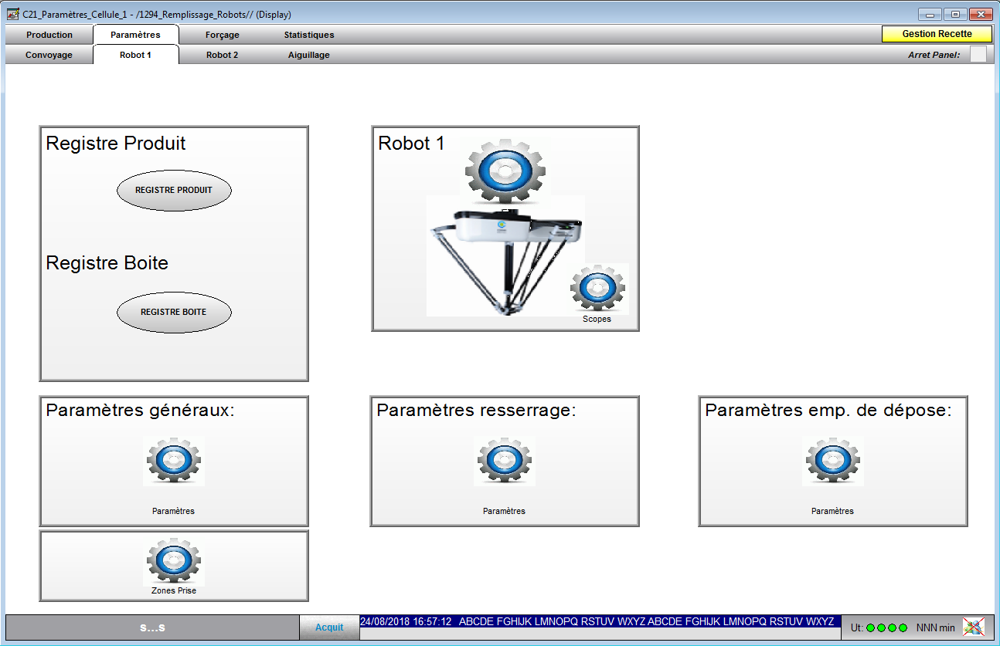 C21_Paramètres_Cellule_1 - /1294_Remplissage_Robots// (Display)
Production Paramètres Forçage Statistiques Gestion Recette
Convoyage Robot 1 Robot 2 Aiguillage Arret Panel:
Registre Produit
REGISTRE PRODUIT
Registre Boite
REGISTRE BOITE
Robot 1
Scopes
Paramètres généraux:
Paramètres
Paramètres resserrage:
Paramètres
Paramètres emp. de dépose:
Paramètres
Zones Prise
s...s Acquit 24/08/2018 16:57:12 ABCDE FGHIJK LMNOPQ RSTUV WXYZ ABCDE FGHIJK LMNOPQ RSTUV WXYZ Ut: NNN min